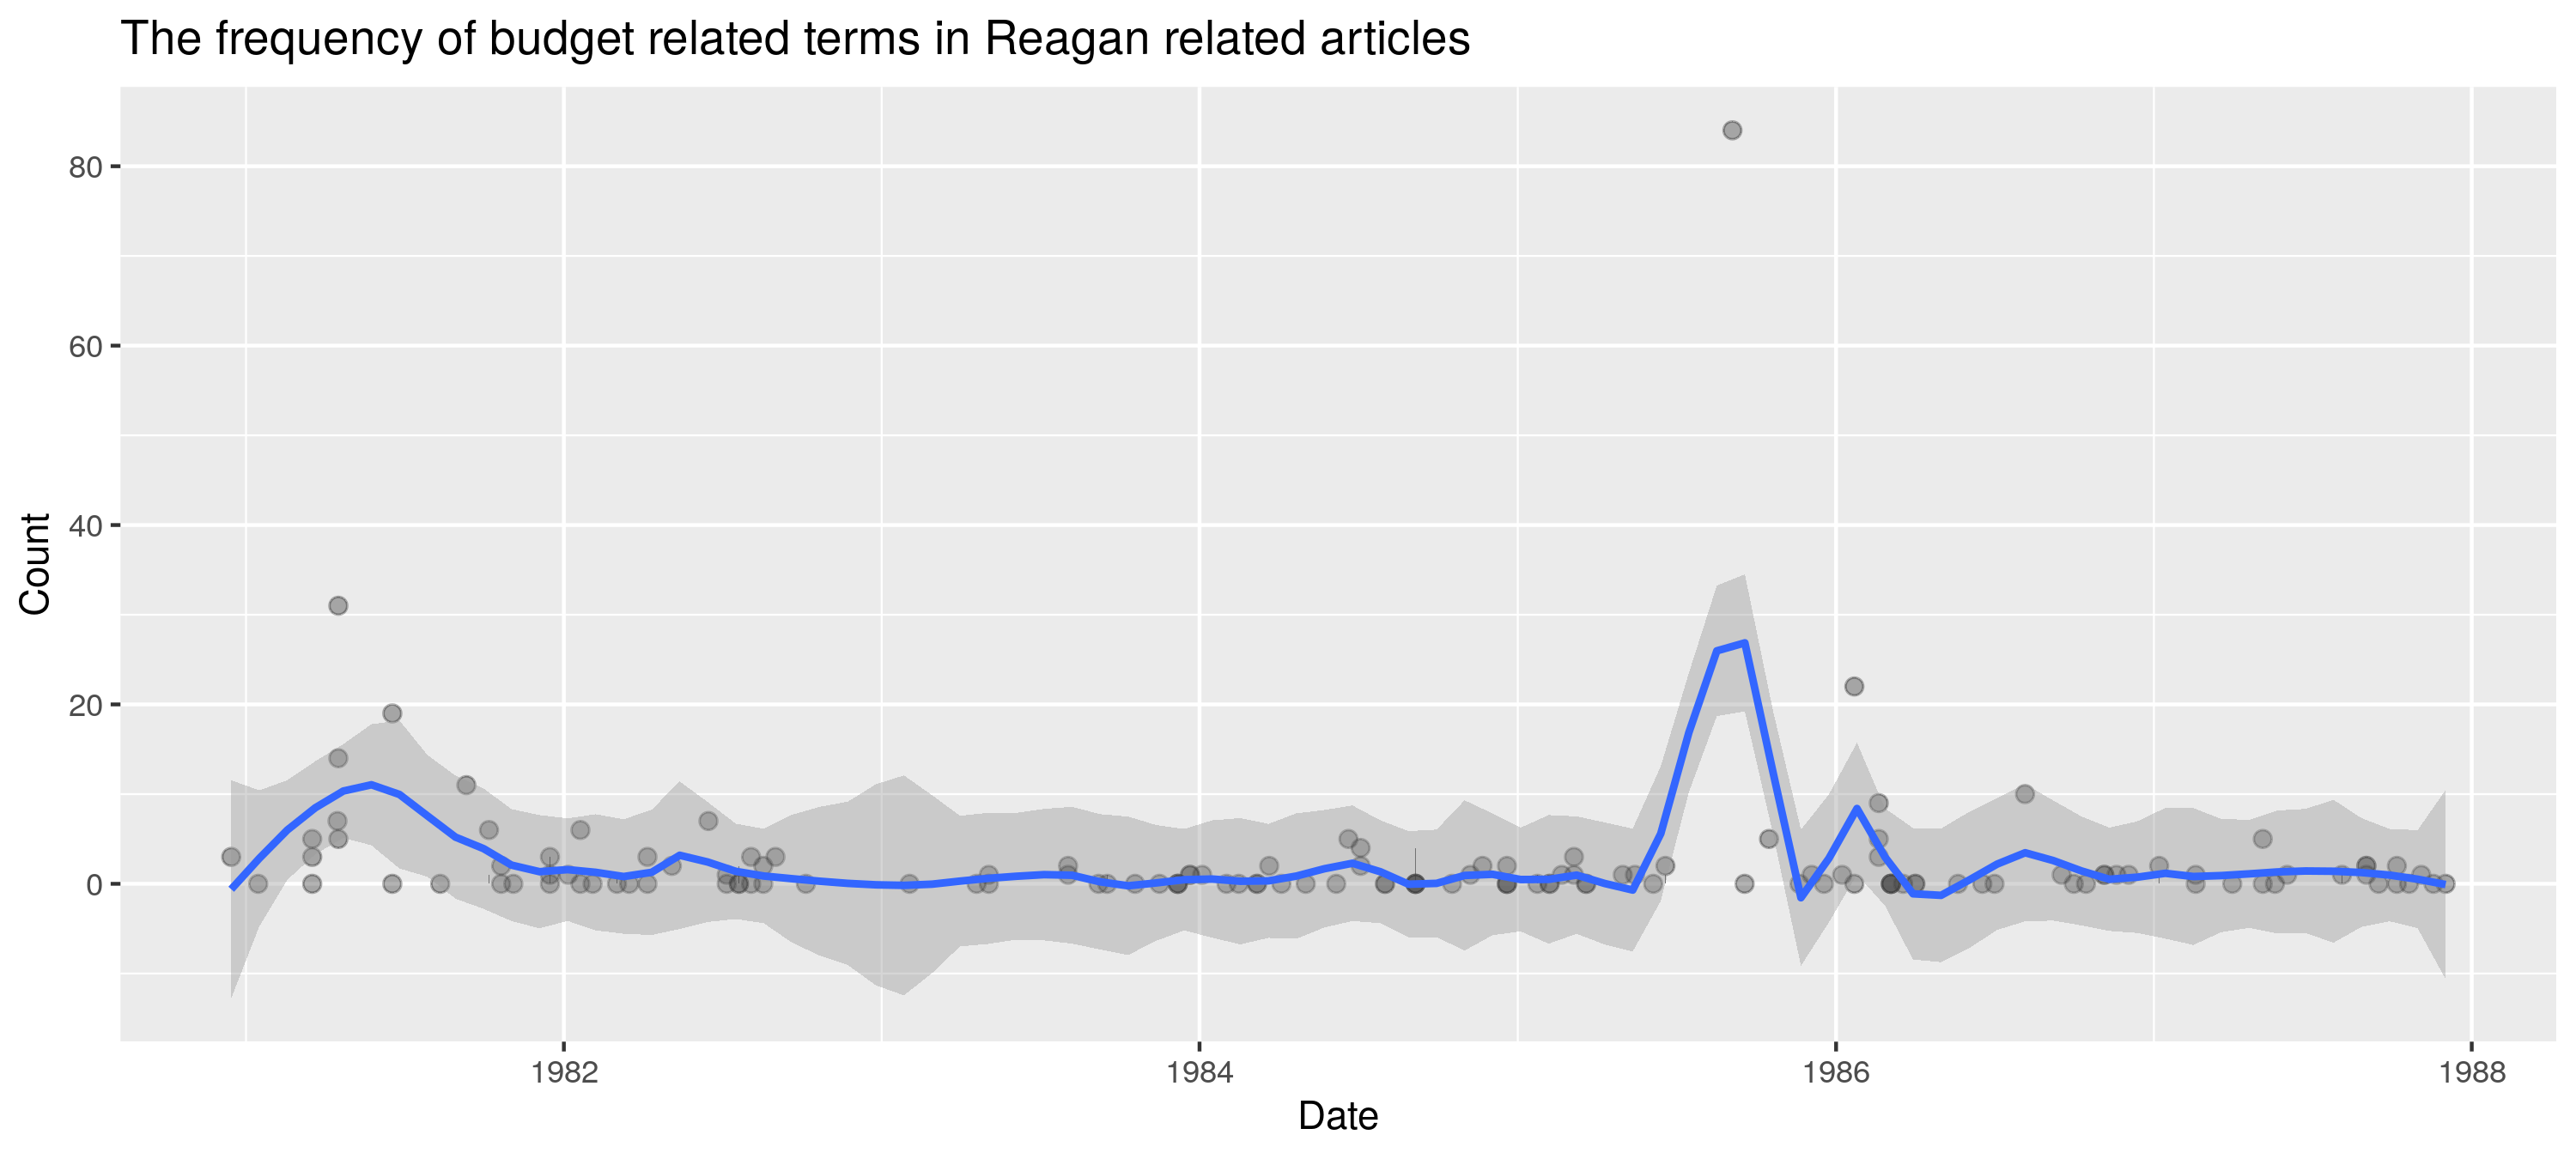 The frequency of budget related terms in Reagan related articles
80
60
40
20
0
Count
1982 1984 1986 1988
Date